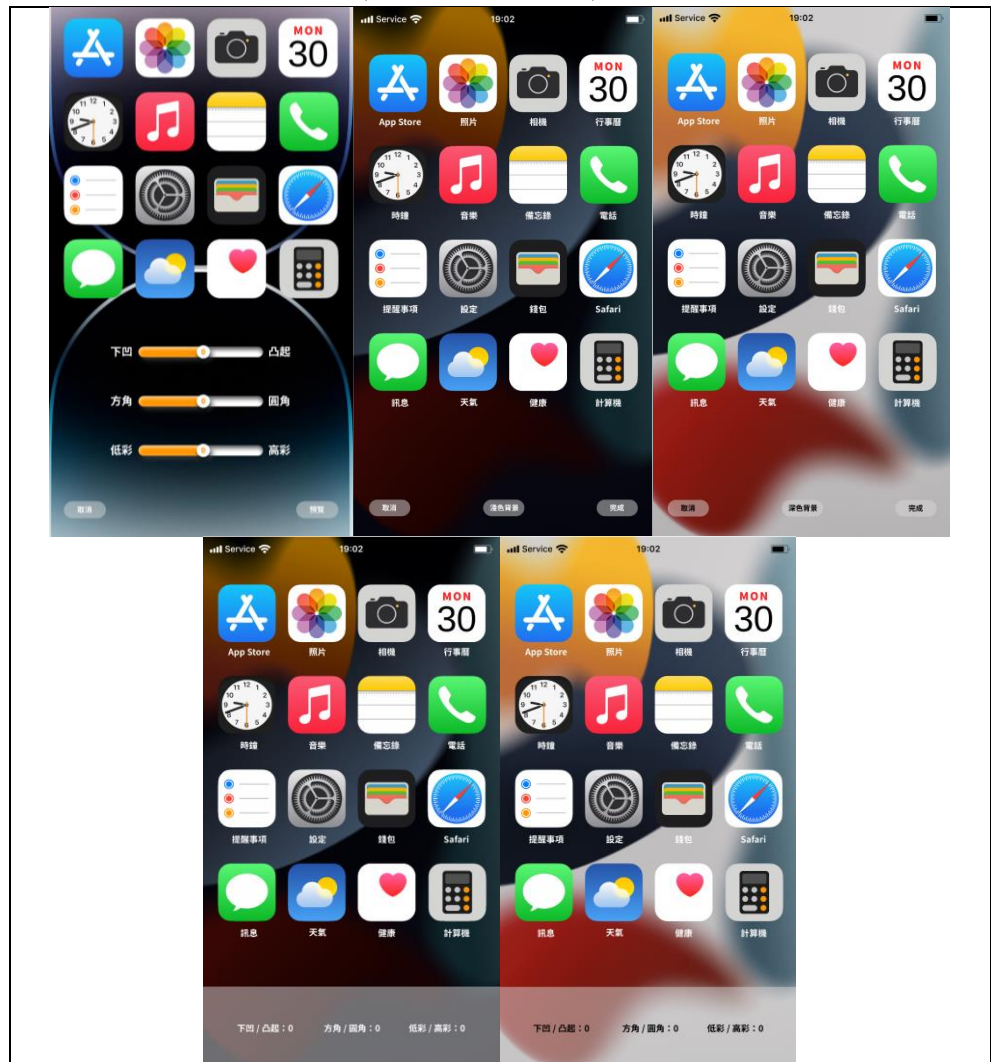 MON
30
下凹 0 凸起
方角 0 圓角
低彩 0 高彩
取消 預覽
Service 19:02
MON
30
App Store 照片 相機 行事曆
時鐘 音樂 備忘錄 電話
提醒事項 設定 錢包 Safari
訊息 天氣 健康 計算機
取消 淺色背景 完成
Service 19:02
MON
30
App Store 照片 相機 行事曆
時鐘 音樂 備忘錄 電話
提醒事項 設定 錢包 Safari
訊息 天氣 健康 計算機
取消 深色背景 完成
Service 19:02
MON
30
App Store 照片 相機 行事曆
時鐘 音樂 備忘錄 電話
提醒事項 設定 錢包 Safari
訊息 天氣 健康 計算機
下凹 / 凸起：0 方角 / 圓角：0 低彩 / 高彩：0
Service 19:02
MON
30
App Store 照片 相機 行事曆
時鐘 音樂 備忘錄 電話
提醒事項 設定 錢包 Safari
訊息 天氣 健康 計算機
下凹 / 凸起：0 方角 / 圓角：0 低彩 / 高彩：0